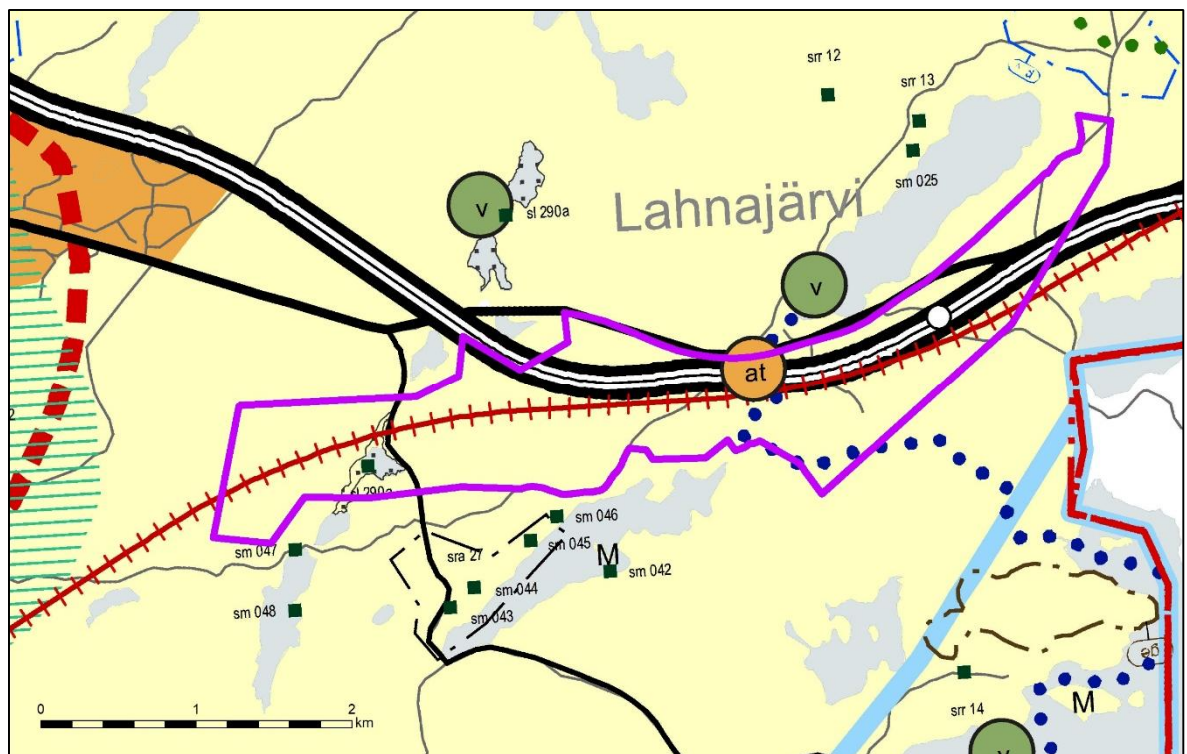 srr 12
srr 13
v
sl 290a
sm 025
Lahnajärvi
v
at
sl 290a
sm 046
sm 047
sm 045
M
sra 27
sm 042
sm 044
sm 048
sm 043
ge
srr 14
M
0 1 2
km
v